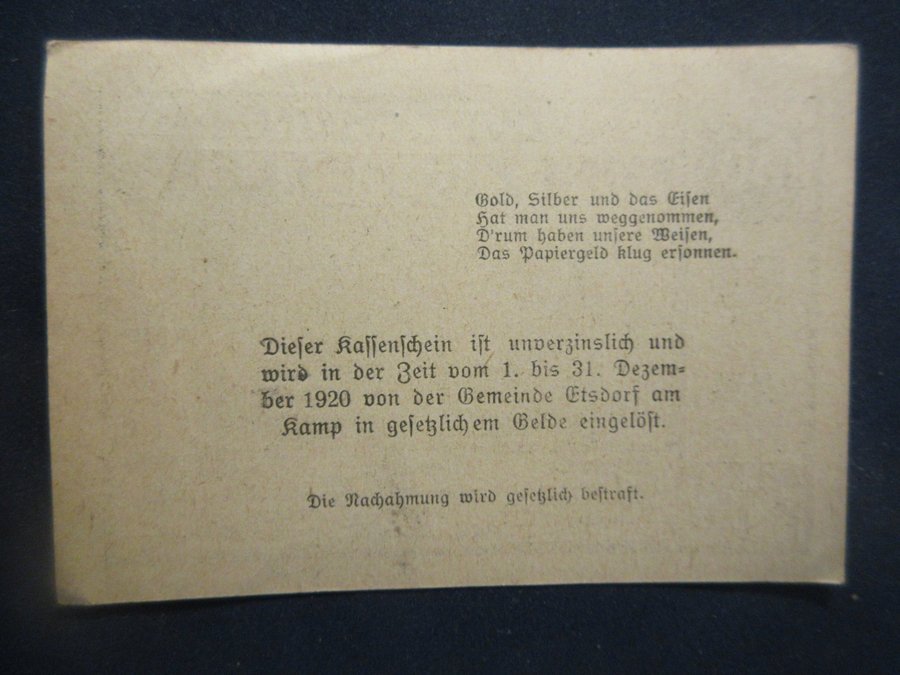 Gold, Silber und das Eisen
Hat man uns weggenommen,
D'rum haben unsere Weisen,
Das Papiergeld klug ersonnen.
Dieser Kassenschein ist unverzinslich und
wird in der Zeit vom 1. bis 31. Dezem-
ber 1920 von der Gemeinde Etsdorf am
Kamp in gesetzlichem Gelde eingelöst.
Die Nachahmung wird gesetzlich bestraft.